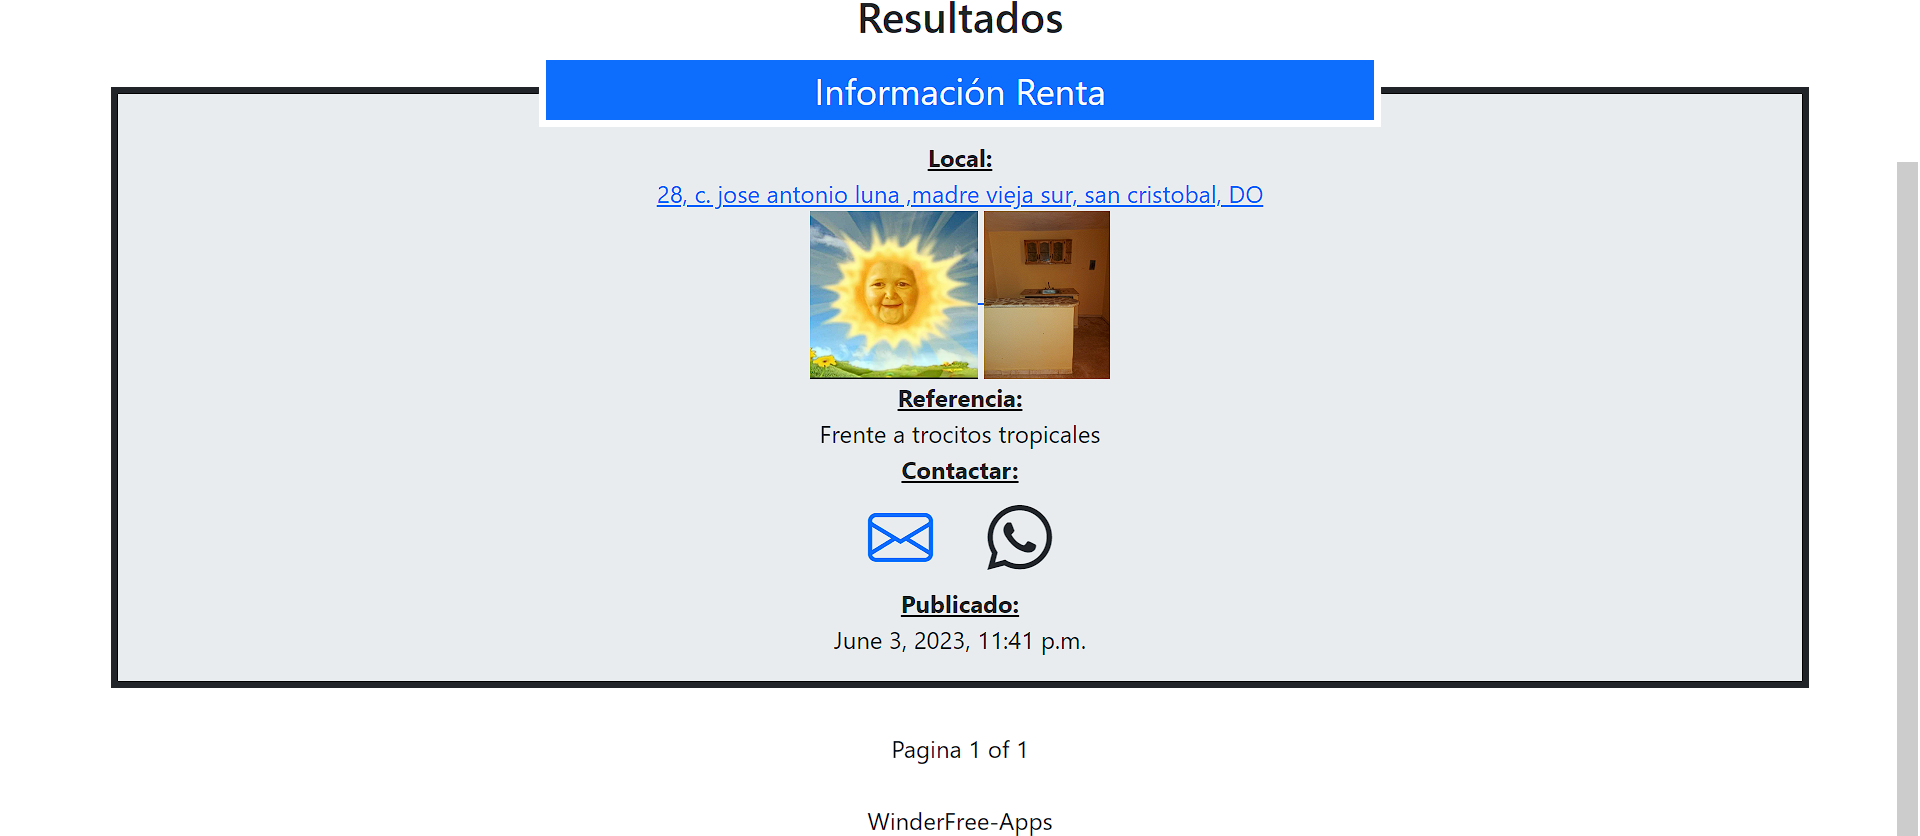 Resultados
Información Renta
Local:
28, c. jose antonio luna ,madre vieja sur, san cristobal, DO
Referencia:
Frente a trocitos tropicales
Contactar:
Publicado:
June 3, 2023, 11:41 p.m.
Pagina 1 of 1
WinderFree-Apps